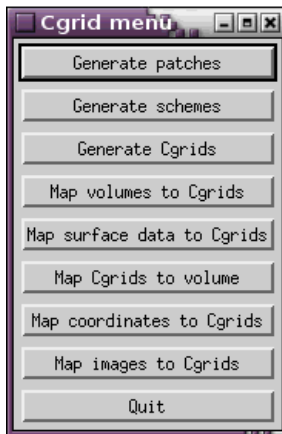 Cgrid menu
Generate patches
Generate schemes
Generate Cgrids
Map volumes to Cgrids
Map surface data to Cgrids
Map Cgrids to volume
Map coordinates to Cgrids
Map images to Cgrids
Quit